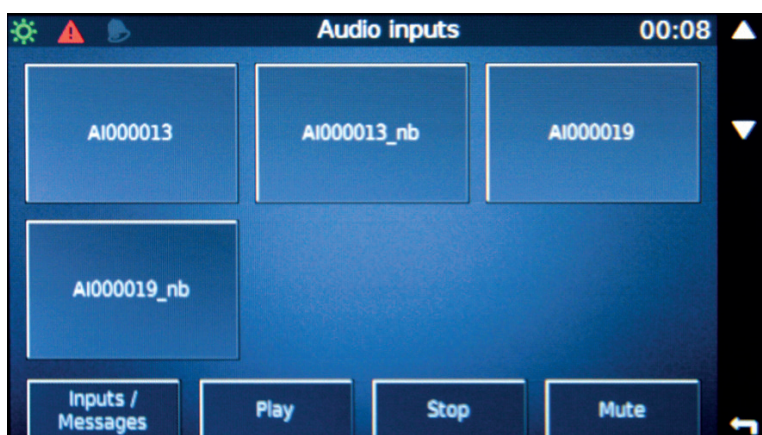 Audio inputs 00:08
AI000013 AI000013_nb AI000019
AI000019_nb
Inputs /
Messages
Play Stop Mute